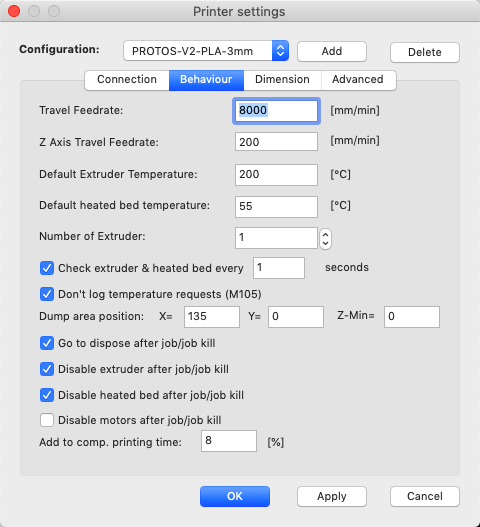 Printer settings
Configuration: PROTOS-V2-PLA-3mm Add Delete
Connection Behaviour Dimension Advanced
Travel Feedrate: 8000 [mm/min]
Z Axis Travel Feedrate: 200 [mm/min]
Default Extruder Temperature: 200 [°C]
Default heated bed temperature: 55 [°C]
Number of Extruder: 1
Check extruder & heated bed every 1 seconds
Don't log temperature requests (M105)
Dump area position: X= 135 Y= 0 Z-Min= 0
Go to dispose after job/job kill
Disable extruder after job/job kill
Disable heated bed after job/job kill
Disable motors after job/job kill
Add to comp. printing time: 8 [%]
OK Apply Cancel